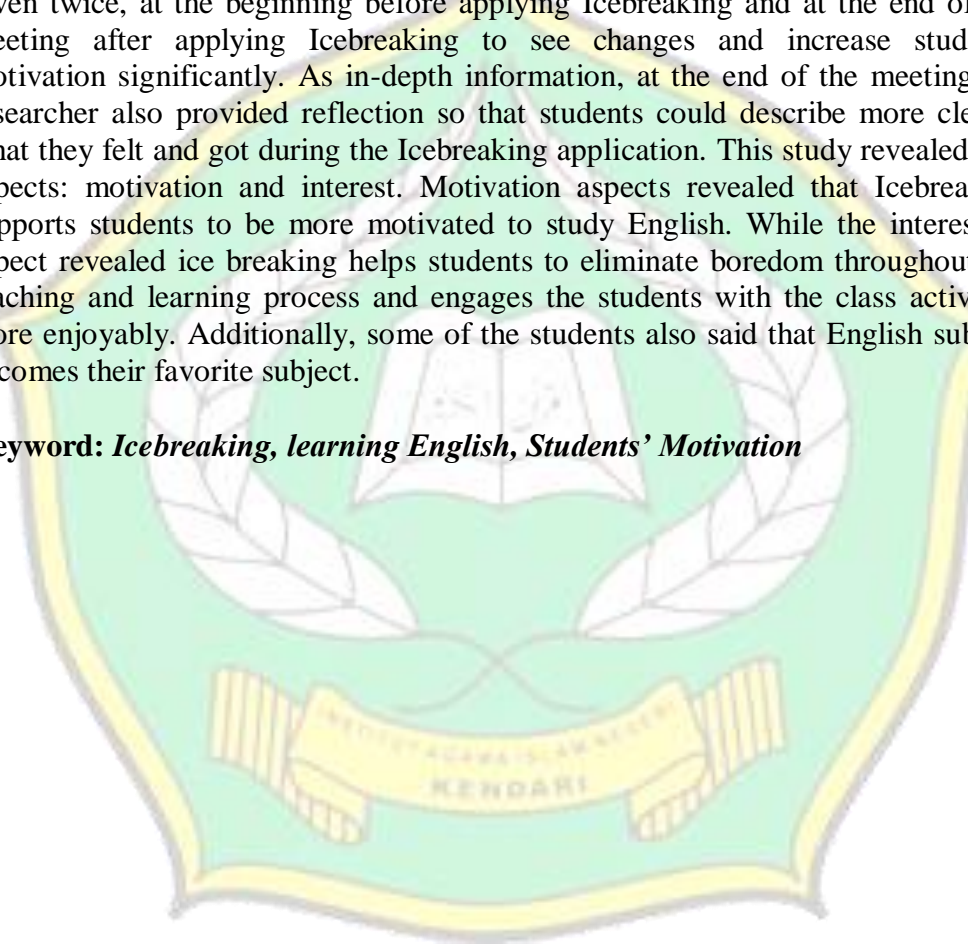 ven twice, at the beginning before applying Icebreaking and at the end of
eeting after applying Icebreaking to see changes and increase stud
otivation significantly. As in-depth information, at the end of the meeting
searcher also provided reflection so that students could describe more cle
hat they felt and got during the Icebreaking application. This study revealed
pects: motivation and interest. Motivation aspects revealed that Icebrea
pports students to be more motivated to study English. While the interes
pect revealed ice breaking helps students to eliminate boredom throughout
aching and learning process and engages the students with the class activ
ore enjoyably. Additionally, some of the students also said that English sub
comes their favorite subject.
eyword: Icebreaking, learning English, Students’ Motivation
INSTITUT AGAMA ISLAM NEGERI
KENDARI